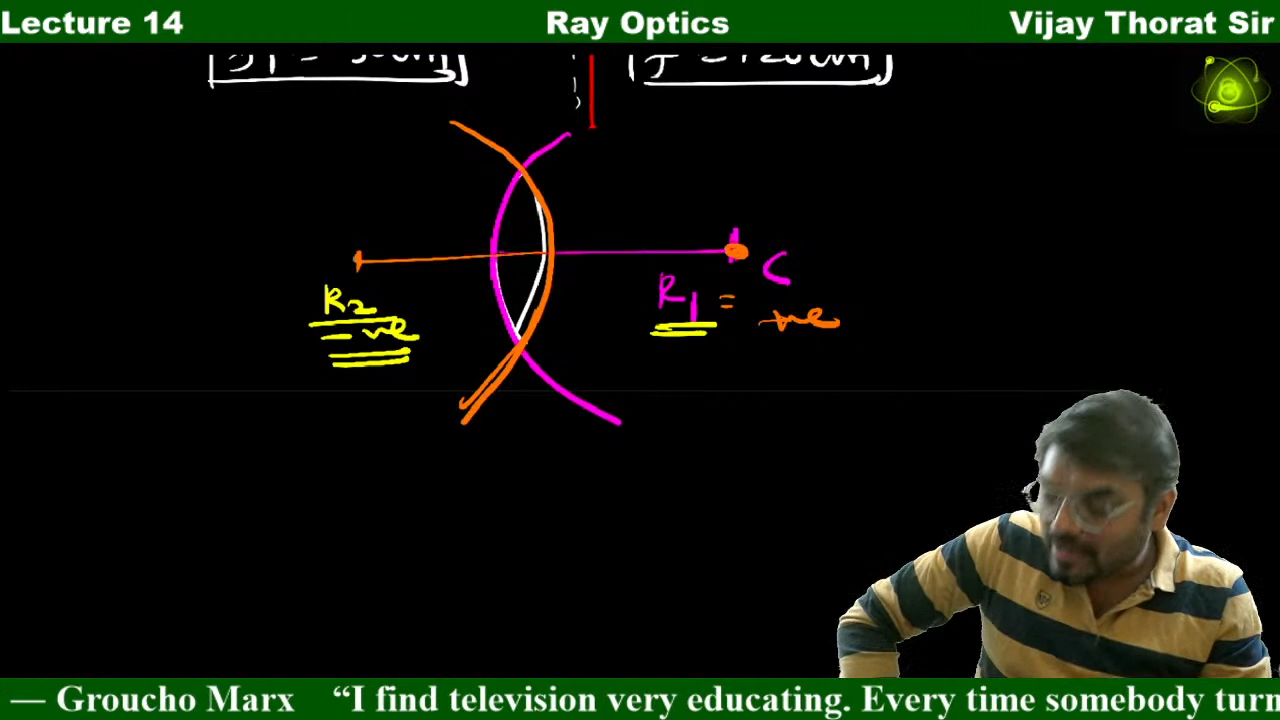 Lecture 14 Ray Optics Vijay Thorat Sir
C
R1 = +ve
R2
-ve
— Groucho Marx “I find television very educating. Every time somebody turn